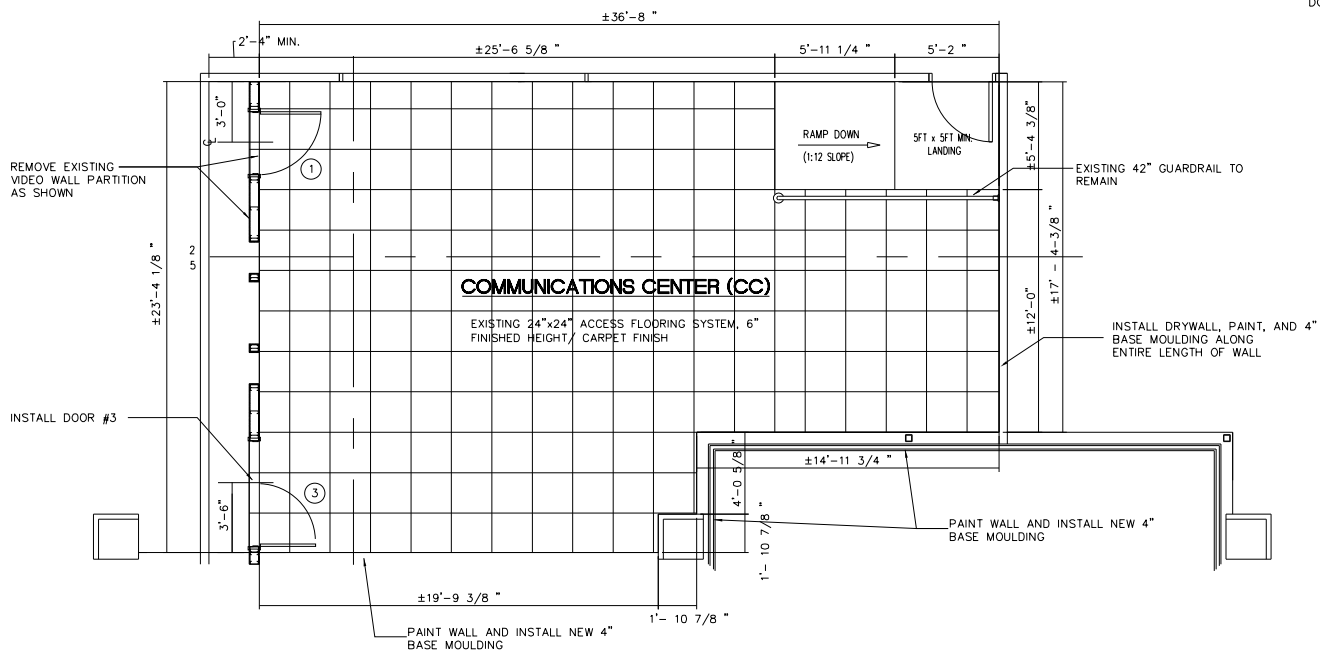 DO
±36'-8 "
2'-4" MIN.
±25'-6 5/8 "
5'-11 1/4 "
5'-2 "
3'-0"
℄
RAMP DOWN
(1:12 SLOPE)
5FT x 5FT MIN.
LANDING
±5'-4 3/8"
REMOVE EXISTING
VIDEO WALL PARTITION
AS SHOWN
1
EXISTING 42" GUARDRAIL TO
REMAIN
2
5
±23'-4 1/8 "
±17' - 4-3/8 "
COMMUNICATIONS CENTER (CC)
EXISTING 24"x24" ACCESS FLOORING SYSTEM, 6"
FINISHED HEIGHT/ CARPET FINISH
±12'-0"
INSTALL DRYWALL, PAINT, AND 4"
BASE MOULDING ALONG
ENTIRE LENGTH OF WALL
INSTALL DOOR #3
±14'-11 3/4 "
4'-0 5/8"
3
3'-6"
PAINT WALL AND INSTALL NEW 4"
BASE MOULDING
1'- 10 7/8 "
±19'-9 3/8 "
1'- 10 7/8 "
PAINT WALL AND INSTALL NEW 4"
BASE MOULDING